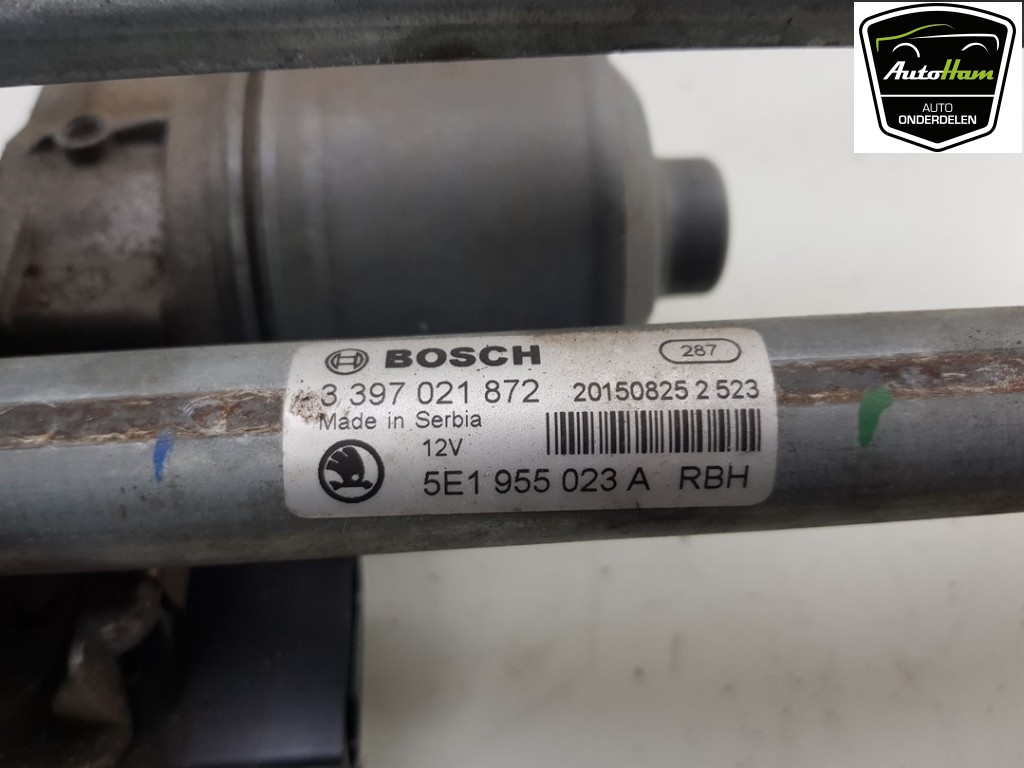 AutoHam
AUTO
ONDERDELEN
BOSCH 287
3 397 021 872 20150825 2 523
Made in Serbia
12V
5E1 955 023 A RBH